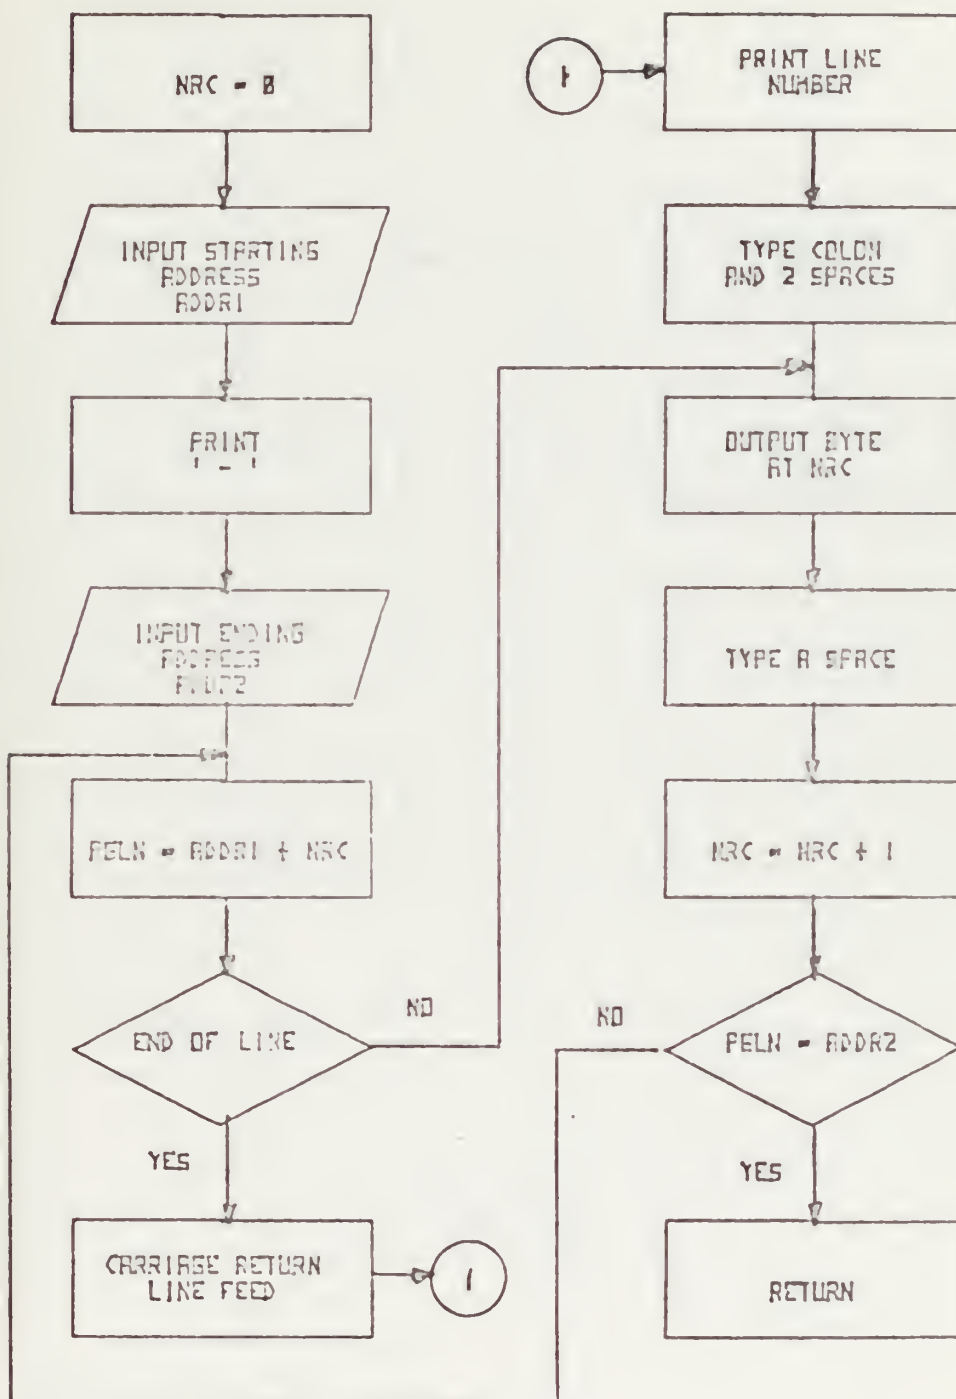 NRC = 0
INPUT STARTING
ADDRESS
ADDR1
PRINT
' - '
INPUT ENDING
ADDRESS
ADDR2
RELN = ADDR1 + NRC
END OF LINE
NO
YES
CARRIAGE RETURN
LINE FEED
1
1
PRINT LINE
NUMBER
TYPE COLON
AND 2 SPACES
OUTPUT BYTE
AT NRC
TYPE A SPACE
NRC = NRC + 1
RELN = ADDR2
NO
YES
RETURN